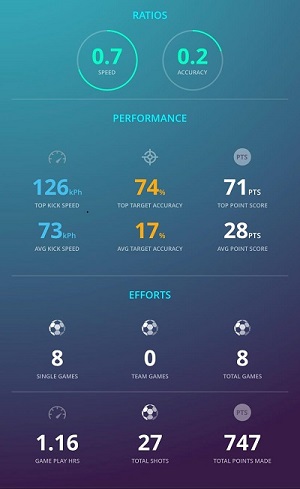 RATIOS
0.7 0.2
SPEED ACCURACY
PERFORMANCE
PTS
126kPh 74% 71PTS
TOP KICK SPEED TOP TARGET ACCURACY TOP POINT SCORE
73kPh 17% 28PTS
AVG KICK SPEED AVG TARGET ACCURACY AVG POINT SCORE
EFFORTS
8 0 8
SINGLE GAMES TEAM GAMES TOTAL GAMES
PTS
1.16 27 747
GAME PLAY HRS TOTAL SHOTS TOTAL POINTS MADE